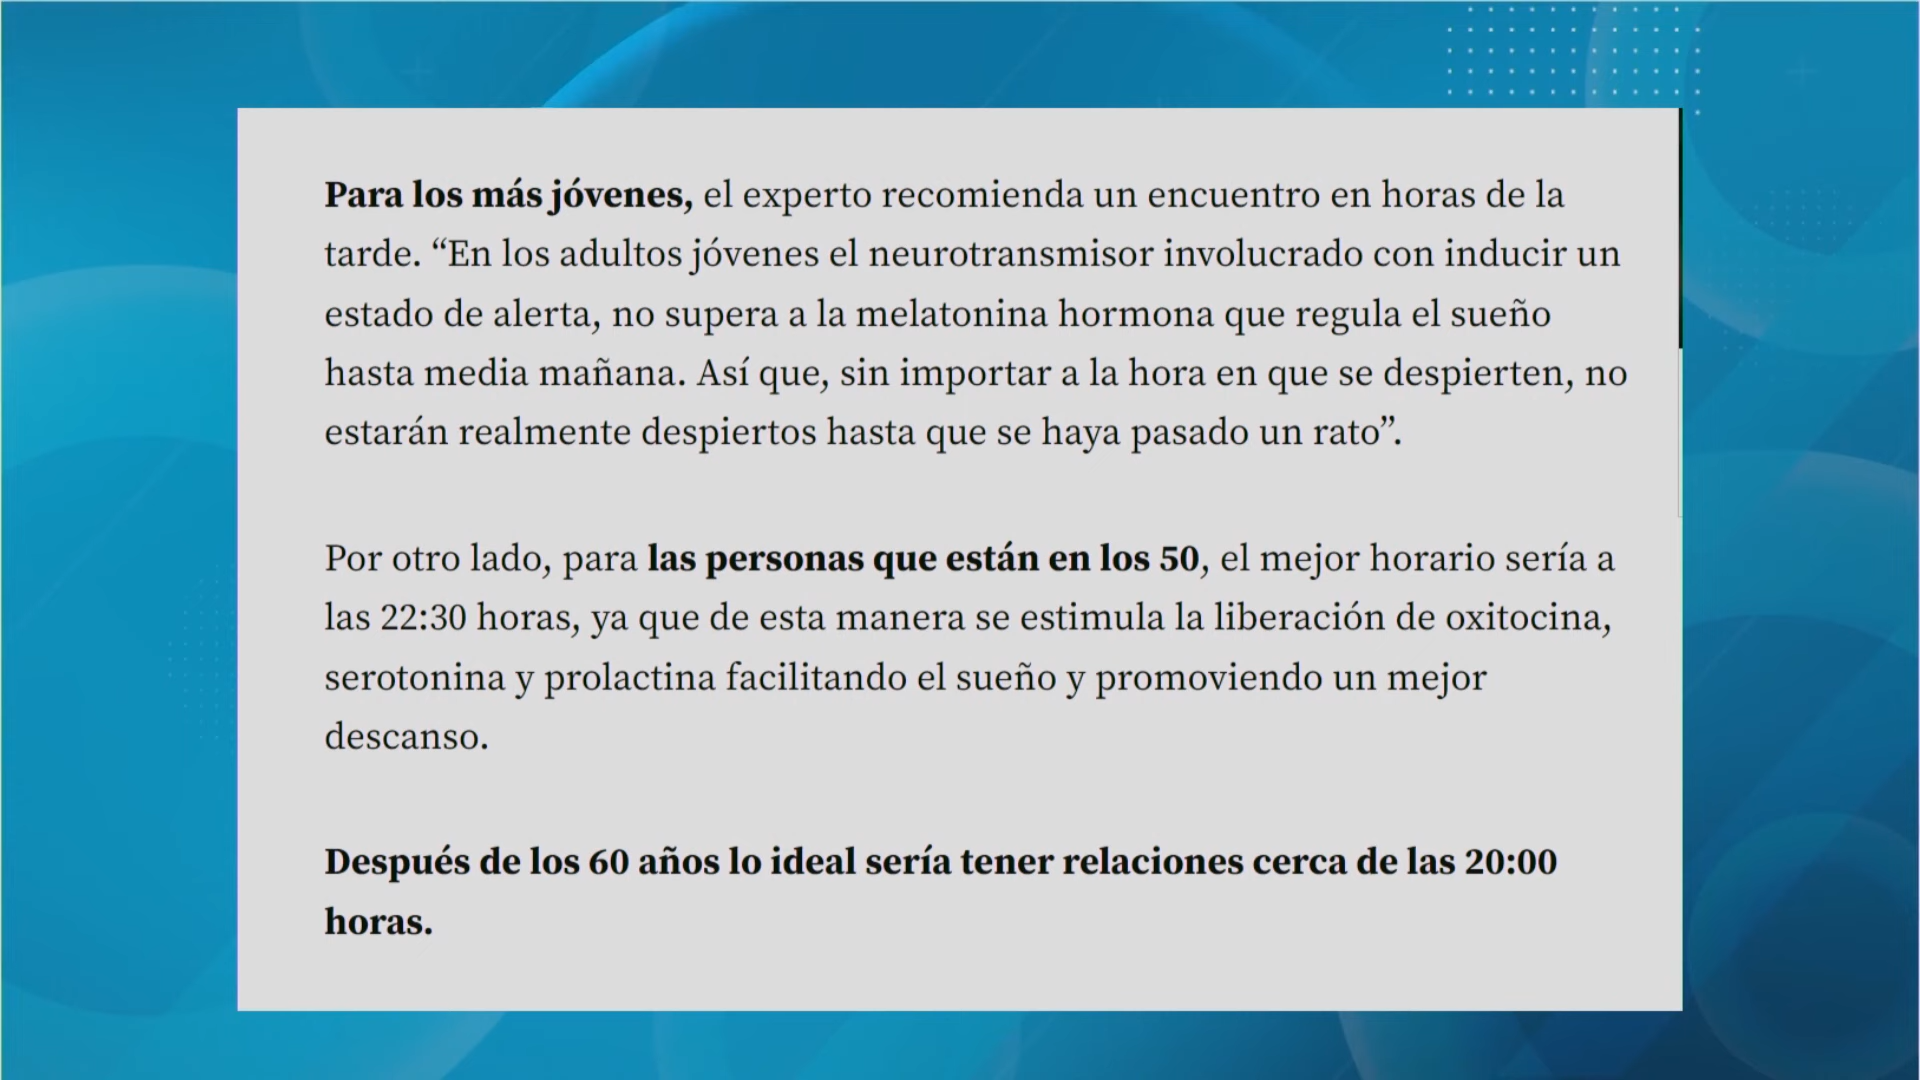 Para los más jóvenes, el experto recomienda un encuentro en horas de la
tarde. “En los adultos jóvenes el neurotransmisor involucrado con inducir un
estado de alerta, no supera a la melatonina hormona que regula el sueño
hasta media mañana. Así que, sin importar a la hora en que se despierten, no
estarán realmente despiertos hasta que se haya pasado un rato”.
Por otro lado, para las personas que están en los 50, el mejor horario sería a
las 22:30 horas, ya que de esta manera se estimula la liberación de oxitocina,
serotonina y prolactina facilitando el sueño y promoviendo un mejor
descanso.
Después de los 60 años lo ideal sería tener relaciones cerca de las 20:00
horas.